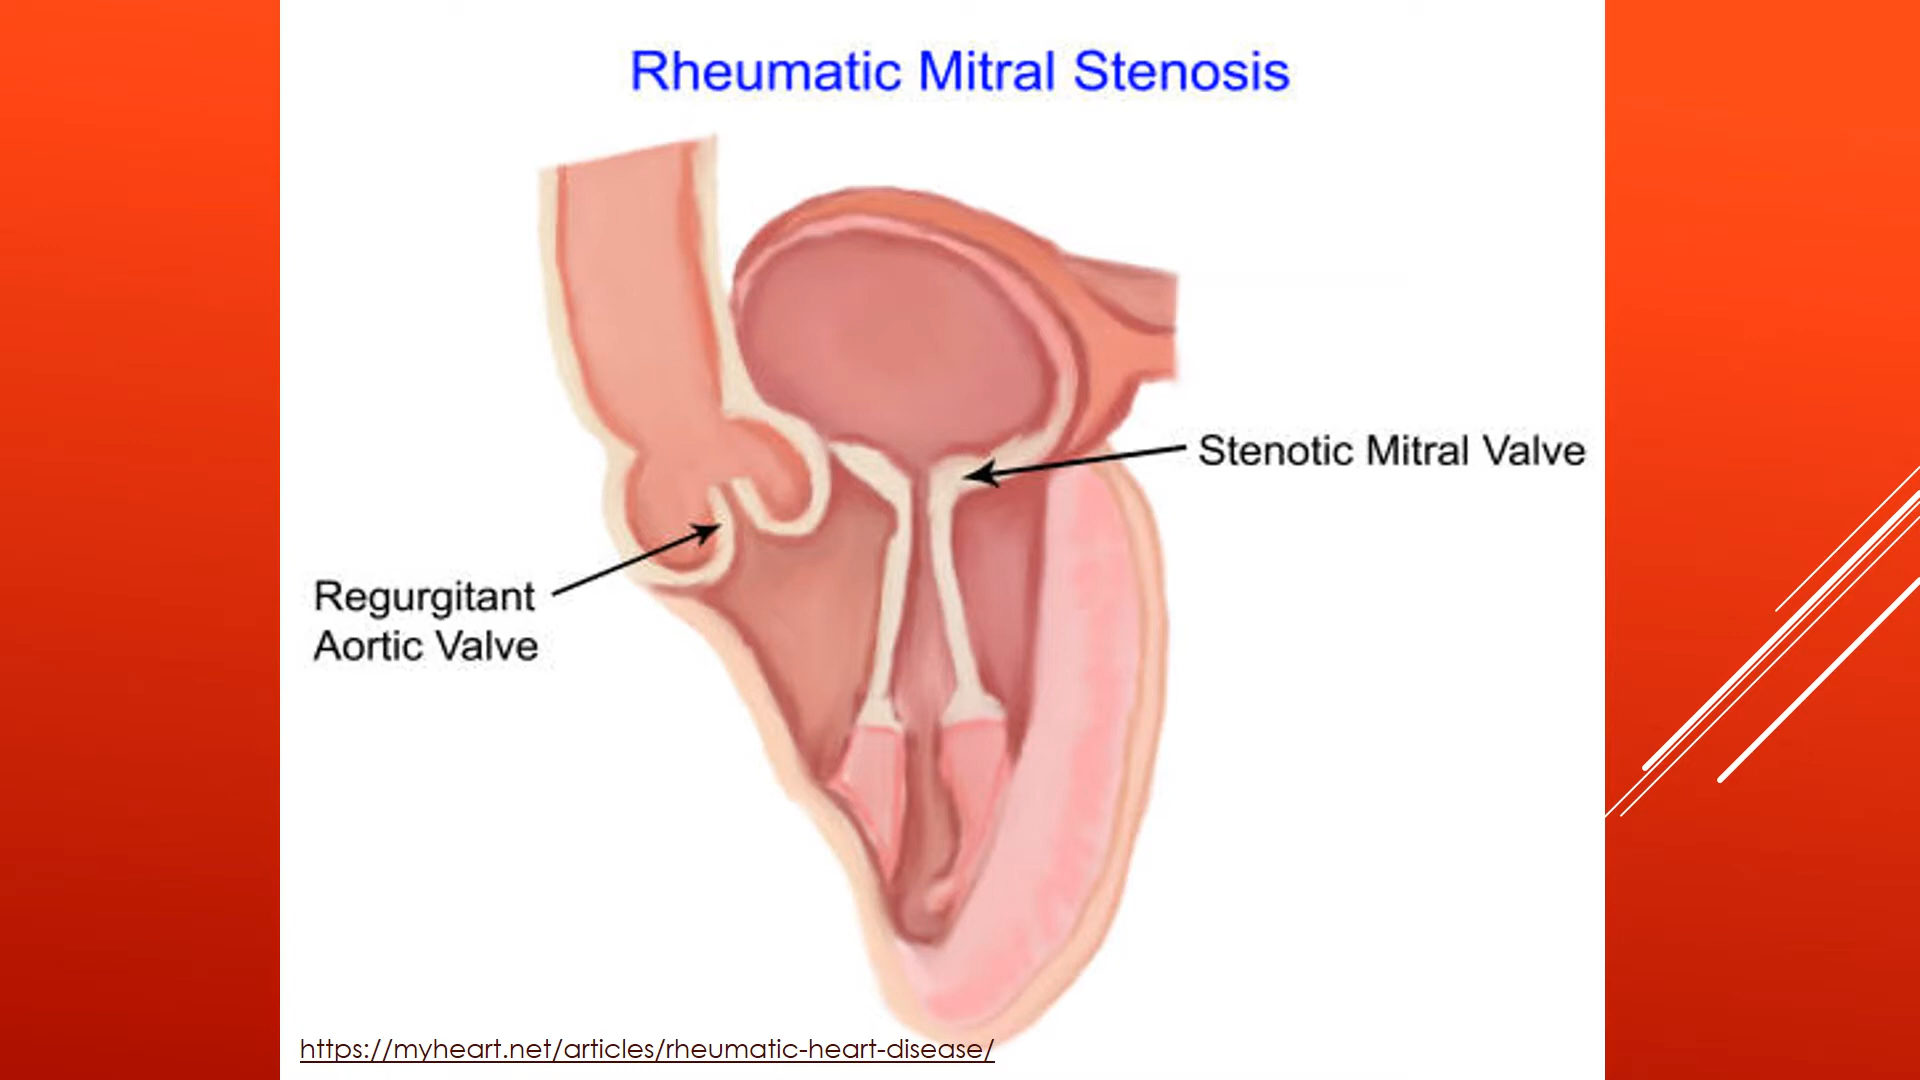 Rheumatic Mitral Stenosis
Stenotic Mitral Valve
Regurgitant
Aortic Valve
https://myheart.net/articles/rheumatic-heart-disease/